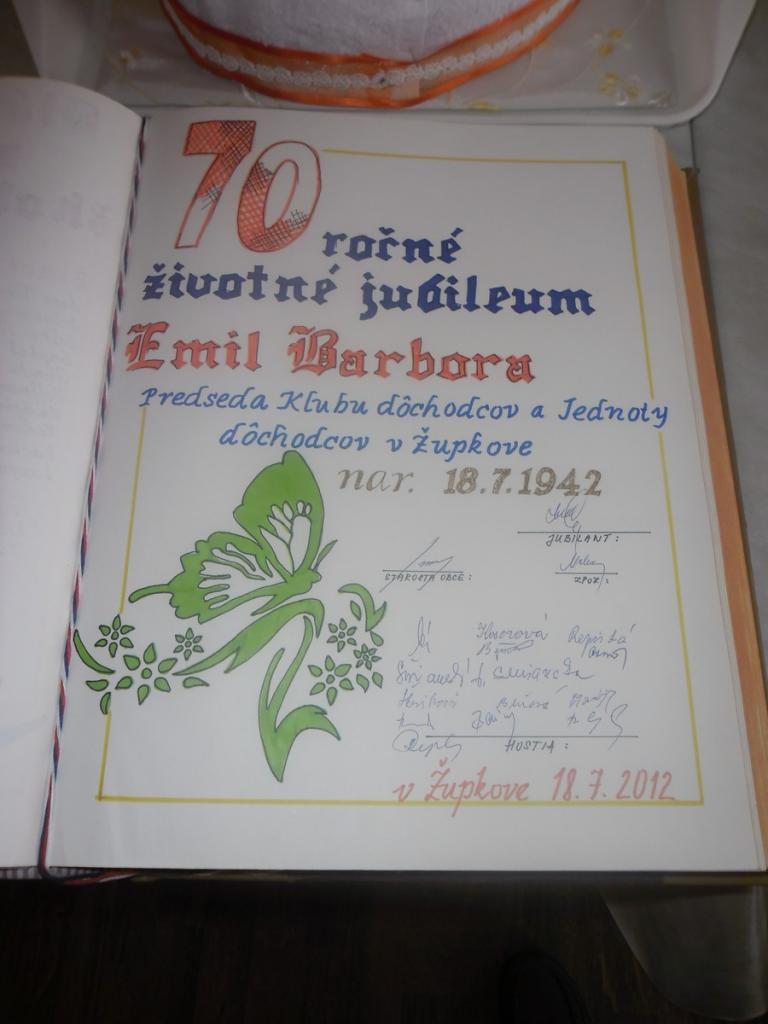 70 ročné
životné jubileum
Emil Barbora
Predseda Klubu dôchodcov a Jednoty
dôchodcov v Župkove
nar. 18.7.1942
JUBILANT :
STAROSTA OBCE :
ZPOZ :
HOSTIA :
v Župkove 18.7.2012